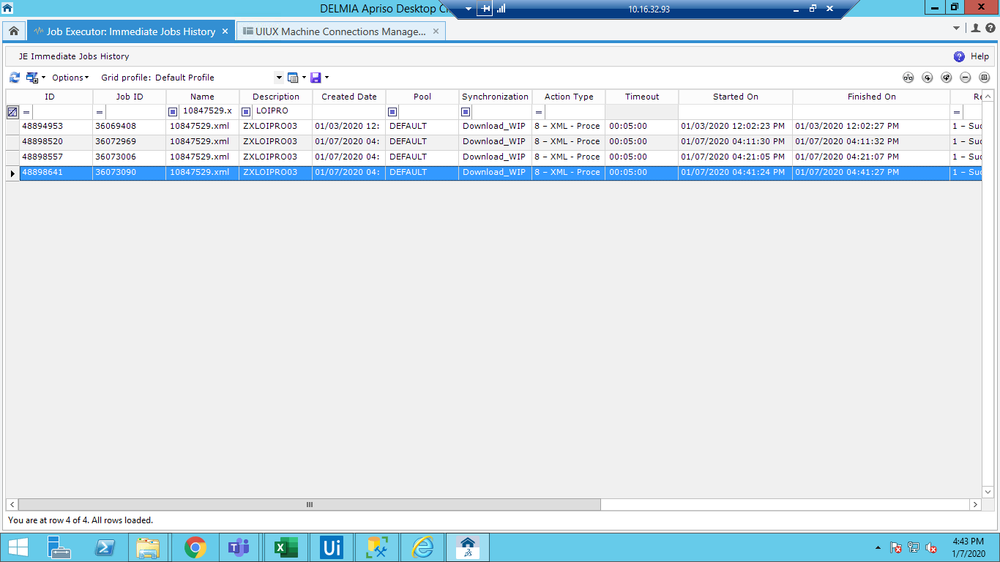 DELMIA Apriso Desktop Cl
10.16.32.93
Job Executor: Immediate Jobs History
UIUX Machine Connections Manage...
JE Immediate Jobs History
Help
Options
Grid profile: Default Profile
ID Job ID Name Description Created Date Pool Synchronization Action Type Timeout Started On Finished On Re
= = 10847529.x LOIPRO = =
48894953 36069408 10847529.xml ZXLOIPRO03 01/03/2020 12: DEFAULT Download_WIP 8 – XML - Proce 00:05:00 01/03/2020 12:02:23 PM 01/03/2020 12:02:27 PM 1 – Suc
48898520 36072969 10847529.xml ZXLOIPRO03 01/07/2020 04: DEFAULT Download_WIP 8 – XML - Proce 00:05:00 01/07/2020 04:11:30 PM 01/07/2020 04:11:32 PM 1 – Suc
48898557 36073006 10847529.xml ZXLOIPRO03 01/07/2020 04: DEFAULT Download_WIP 8 – XML - Proce 00:05:00 01/07/2020 04:21:05 PM 01/07/2020 04:21:07 PM 1 – Suc
48898641 36073090 10847529.xml ZXLOIPRO03 01/07/2020 04: DEFAULT Download_WIP 8 – XML - Proce 00:05:00 01/07/2020 04:41:24 PM 01/07/2020 04:41:27 PM 1 – Suc
You are at row 4 of 4. All rows loaded.
Ui
4:43 PM
1/7/2020